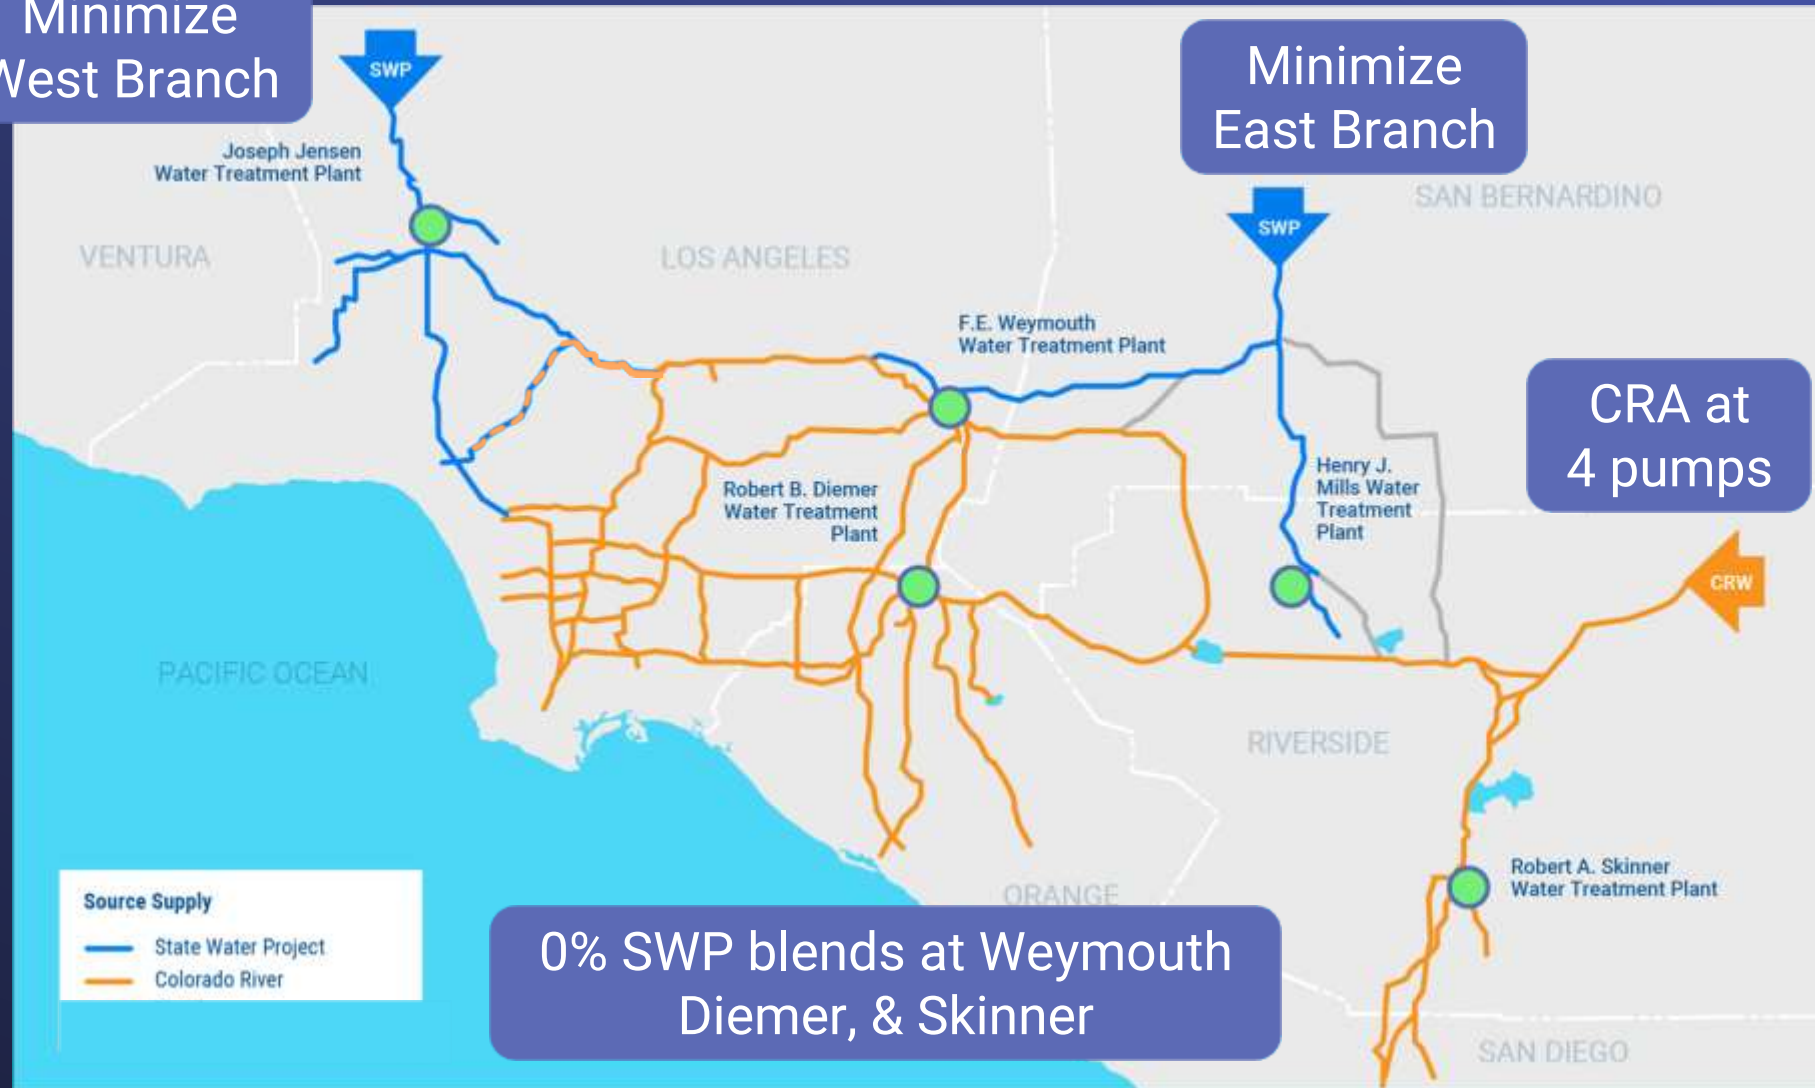 Minimize
West Branch
SWP
Minimize
East Branch
Joseph Jensen
Water Treatment Plant
SAN BERNARDINO
SWP
VENTURA
LOS ANGELES
F.E. Weymouth
Water Treatment Plant
CRA at
4 pumps
Henry J.
Mills Water
Treatment
Plant
Robert B. Diemer
Water Treatment
Plant
CRW
PACIFIC OCEAN
RIVERSIDE
Robert A. Skinner
Water Treatment Plant
ORANGE
Source Supply
State Water Project
Colorado River
0% SWP blends at Weymouth
Diemer, & Skinner
SAN DIEGO